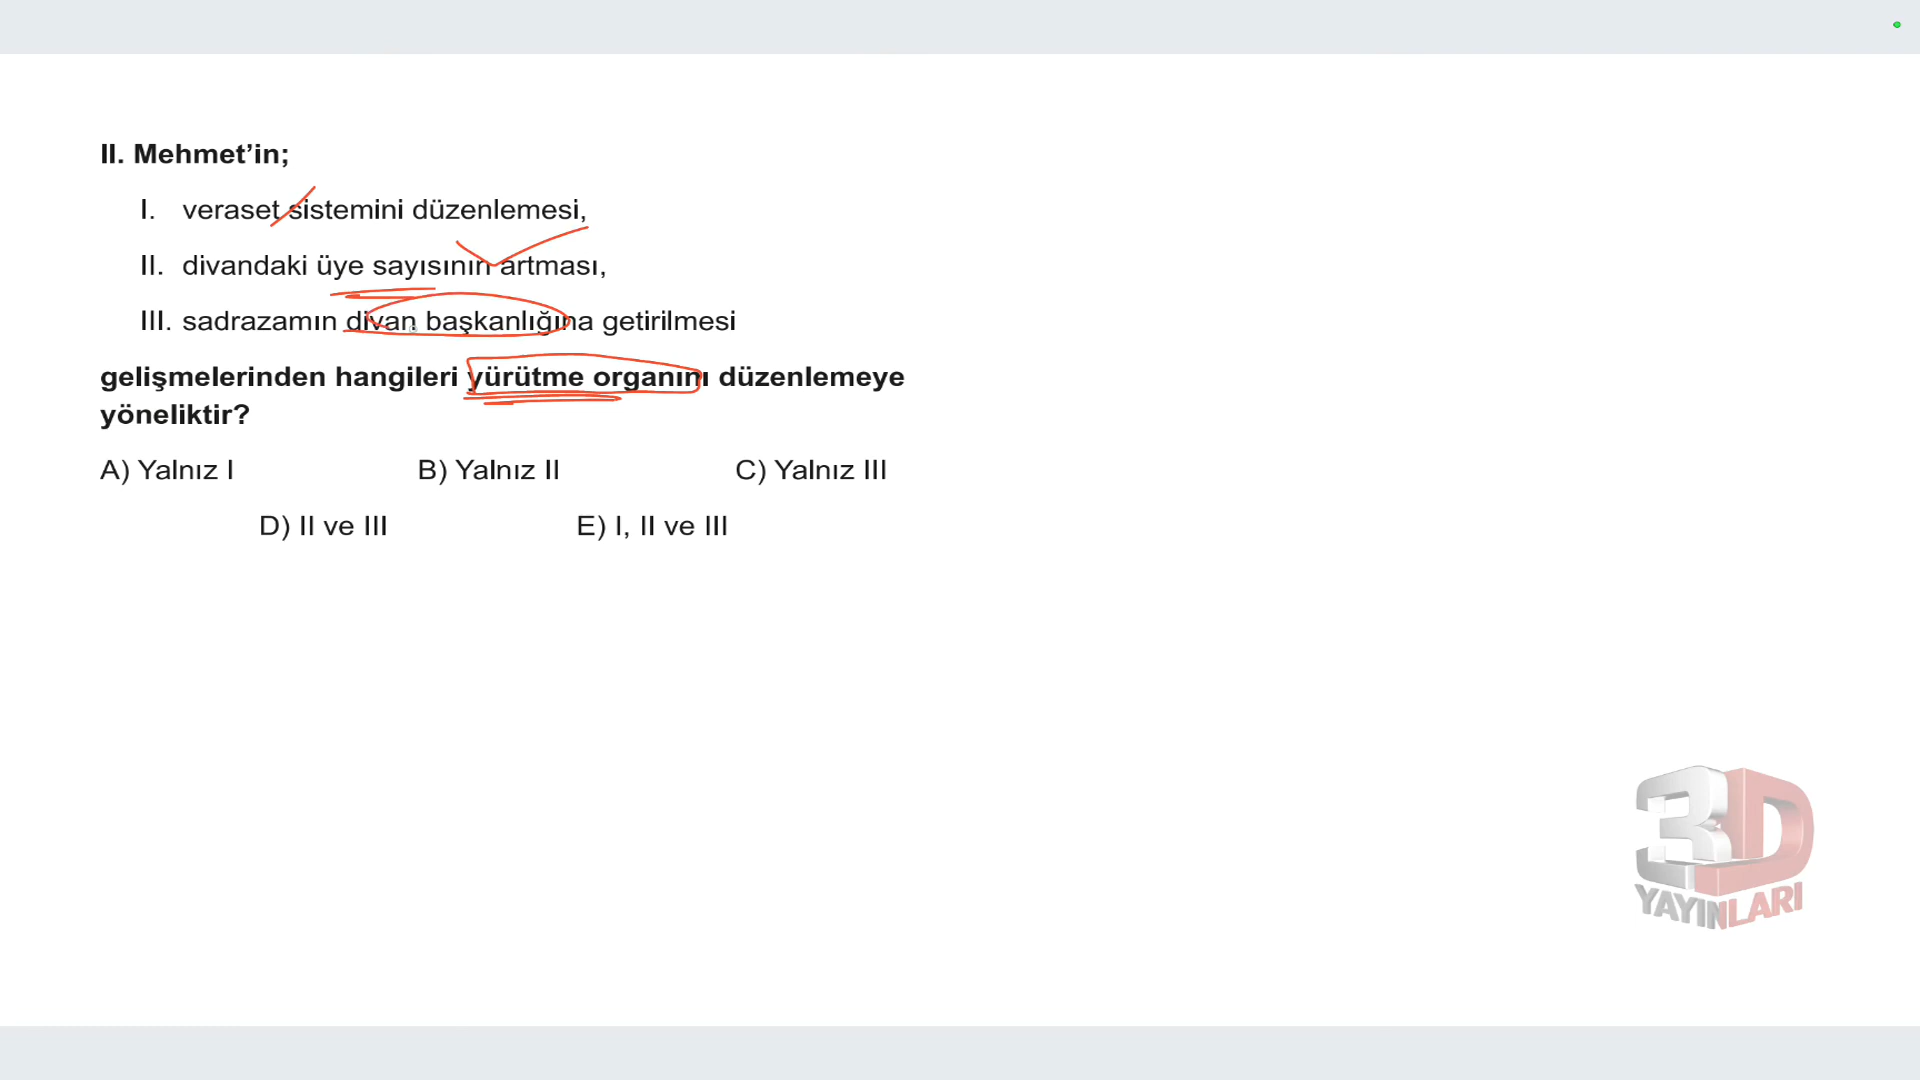 II. Mehmet’in;
I. veraset sistemini düzenlemesi,
II. divandaki üye sayısının artması,
III. sadrazamın divan başkanlığına getirilmesi
gelişmelerinden hangileri yürütme organını düzenlemeye
yöneliktir?
A) Yalnız I B) Yalnız II C) Yalnız III
D) II ve III E) I, II ve III
3D
YAYINLARI